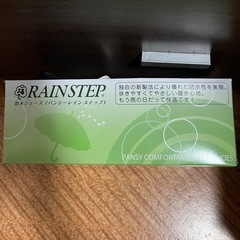 RAINSTEP
防水シューズ《パンジーレインステップ》
独自の新製法により優れた防水性を実現。
歩きやすくてやさしい履き心地。
もう雨の日だって快適です!
PANSY COMFORTABLE SHOES